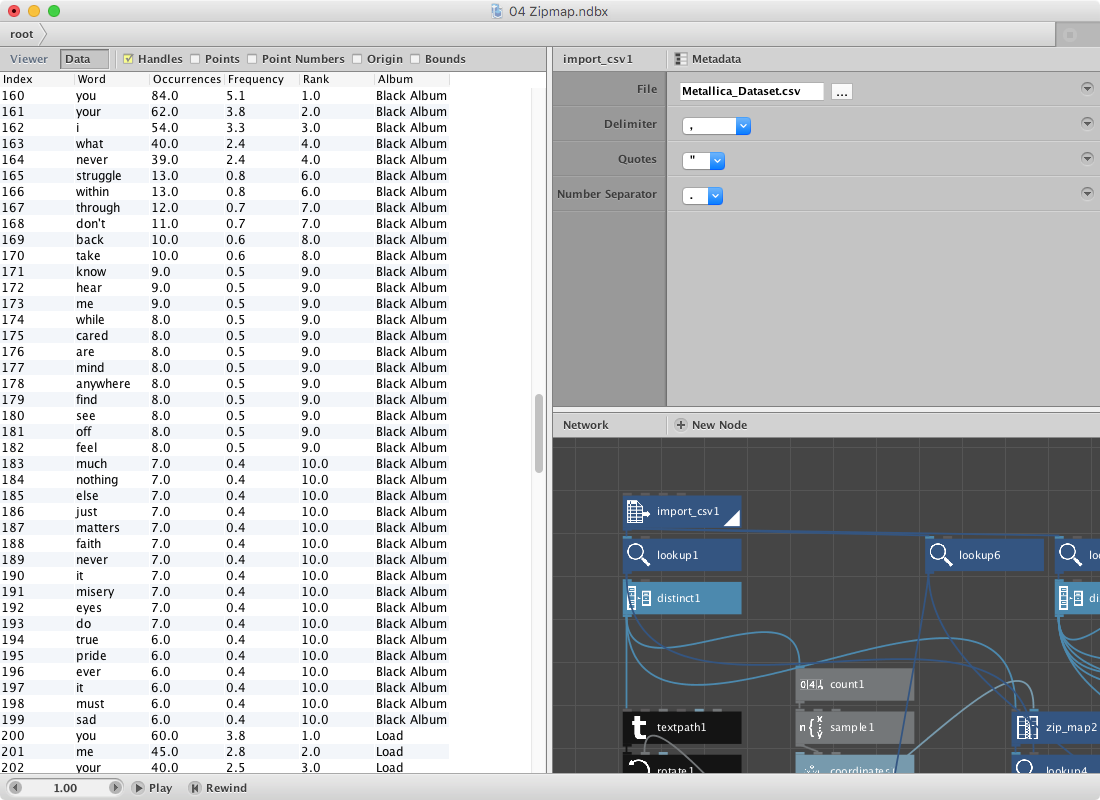 04 Zipmap.ndbx
root
Viewer Data Handles Points Point Numbers Origin Bounds
Index Word Occurrences Frequency Rank Album
160 you 84.0 5.1 1.0 Black Album
161 your 62.0 3.8 2.0 Black Album
162 i 54.0 3.3 3.0 Black Album
163 what 40.0 2.4 4.0 Black Album
164 never 39.0 2.4 4.0 Black Album
165 struggle 13.0 0.8 6.0 Black Album
166 within 13.0 0.8 6.0 Black Album
167 through 12.0 0.7 7.0 Black Album
168 don't 11.0 0.7 7.0 Black Album
169 back 10.0 0.6 8.0 Black Album
170 take 10.0 0.6 8.0 Black Album
171 know 9.0 0.5 9.0 Black Album
172 hear 9.0 0.5 9.0 Black Album
173 me 9.0 0.5 9.0 Black Album
174 while 8.0 0.5 9.0 Black Album
175 cared 8.0 0.5 9.0 Black Album
176 are 8.0 0.5 9.0 Black Album
177 mind 8.0 0.5 9.0 Black Album
178 anywhere 8.0 0.5 9.0 Black Album
179 find 8.0 0.5 9.0 Black Album
180 see 8.0 0.5 9.0 Black Album
181 off 8.0 0.5 9.0 Black Album
182 feel 8.0 0.5 9.0 Black Album
183 much 7.0 0.4 10.0 Black Album
184 nothing 7.0 0.4 10.0 Black Album
185 else 7.0 0.4 10.0 Black Album
186 just 7.0 0.4 10.0 Black Album
187 matters 7.0 0.4 10.0 Black Album
188 faith 7.0 0.4 10.0 Black Album
189 never 7.0 0.4 10.0 Black Album
190 it 7.0 0.4 10.0 Black Album
191 misery 7.0 0.4 10.0 Black Album
192 eyes 7.0 0.4 10.0 Black Album
193 do 7.0 0.4 10.0 Black Album
194 true 6.0 0.4 10.0 Black Album
195 pride 6.0 0.4 10.0 Black Album
196 ever 6.0 0.4 10.0 Black Album
197 it 6.0 0.4 10.0 Black Album
198 must 6.0 0.4 10.0 Black Album
199 sad 6.0 0.4 10.0 Black Album
200 you 60.0 3.8 1.0 Load
201 me 45.0 2.8 2.0 Load
202 your 40.0 2.5 3.0 Load
1.00 Play Rewind
import_csv1 Metadata
File Metallica_Dataset.csv ...
Delimiter ,
Quotes "
Number Separator .
Network New Node
import_csv1
lookup1 lookup6 lo
distinct1 di
count1
textpath1 sample1 zip_map2
rotate1 coordinates lookup4